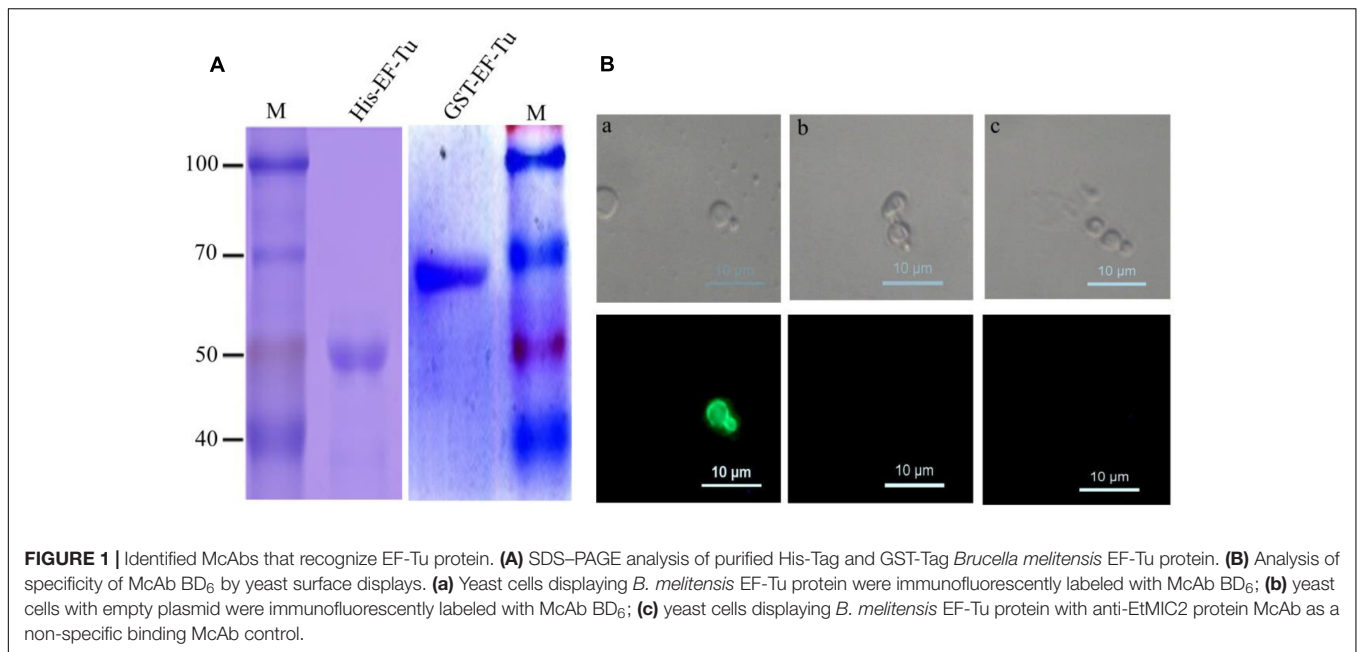 A
B
M
His-EF-Tu
GST-EF-Tu
M
100
70
50
40
a
b
c
10 µm
10 µm
10 µm
10 µm
10 µm
10 µm
FIGURE 1 | Identified McAbs that recognize EF-Tu protein. (A) SDS–PAGE analysis of purified His-Tag and GST-Tag Brucella melitensis EF-Tu protein. (B) Analysis of
specificity of McAb BD6 by yeast surface displays. (a) Yeast cells displaying B. melitensis EF-Tu protein were immunofluorescently labeled with McAb BD6; (b) yeast
cells with empty plasmid were immunofluorescently labeled with McAb BD6; (c) yeast cells displaying B. melitensis EF-Tu protein with anti-EtMIC2 protein McAb as a
non-specific binding McAb control.